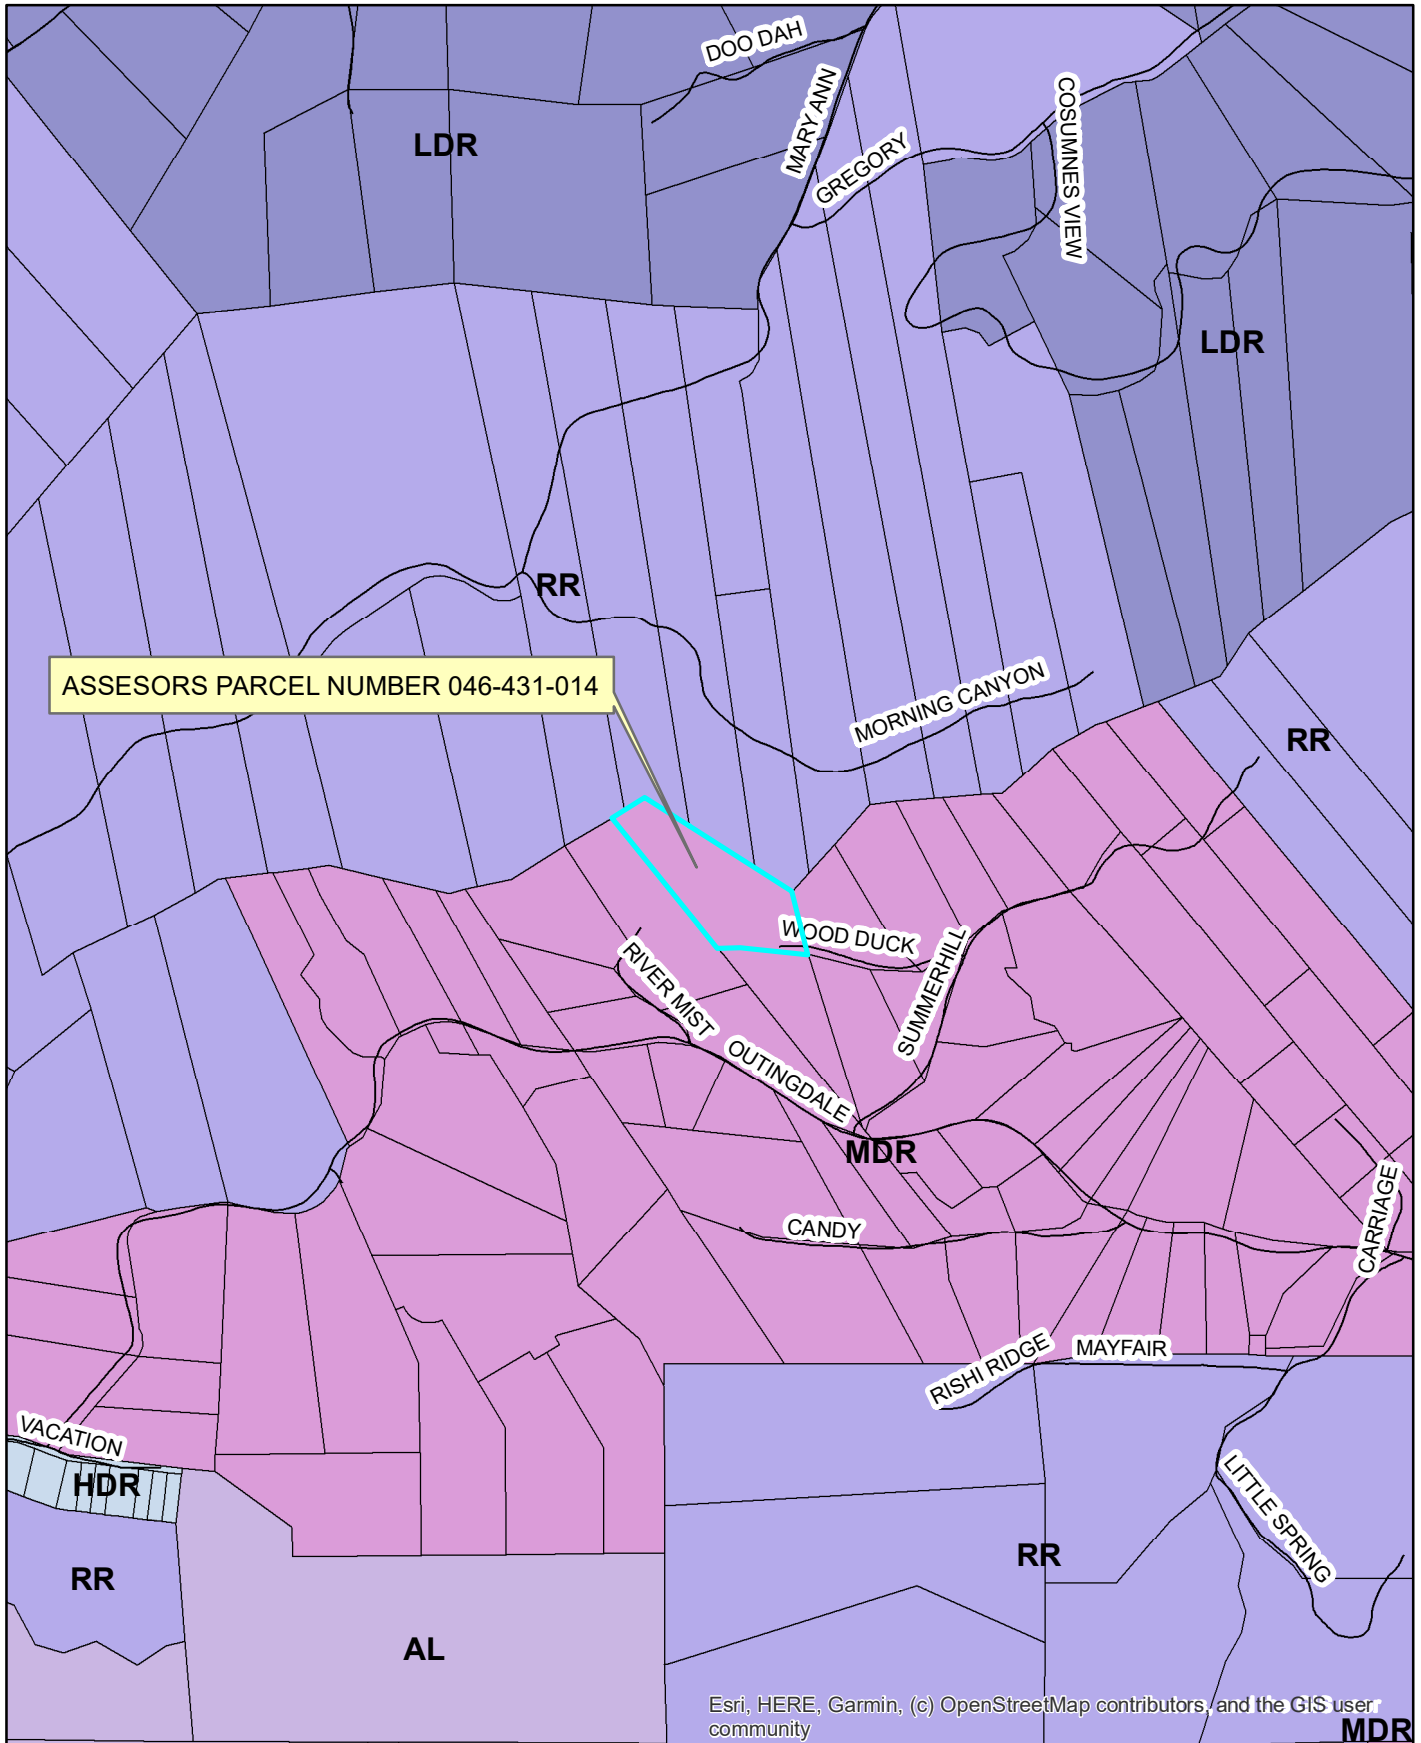 DOO DAH
MARY ANN
GREGORY
COSUMNES VIEW
LDR
LDR
RR
ASSESORS PARCEL NUMBER 046-431-014
MORNING CANYON
RR
WOOD DUCK
RIVER MIST
SUMMERHILL
OUTINGDALE
MDR
CARRIAGE
CANDY
RISHI RIDGE
MAYFAIR
VACATION
HDR
LITTLE SPRING
RR
RR
AL
Esri, HERE, Garmin, (c) OpenStreetMap contributors, and the GIS user
community
MDR